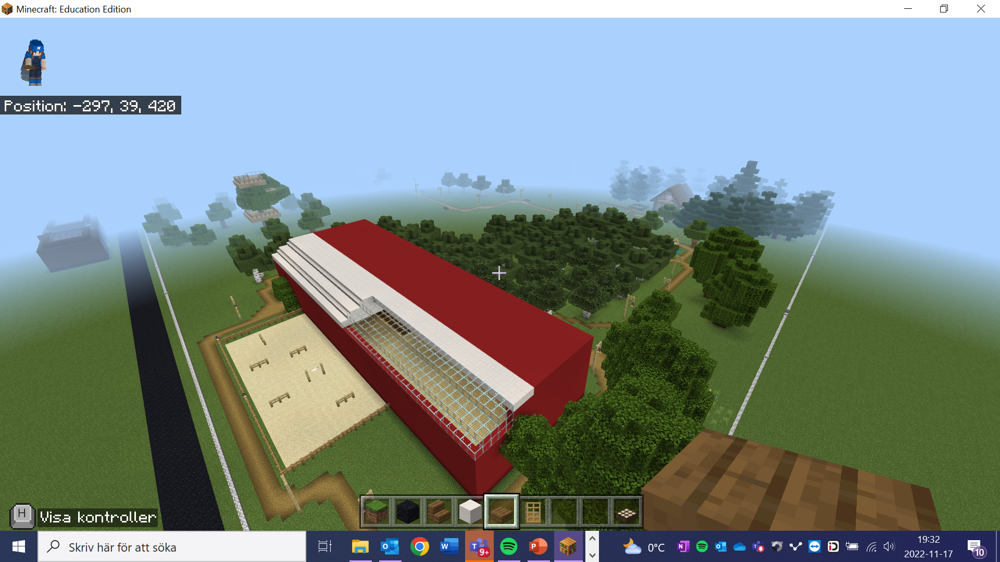 Minecraft: Education Edition
Position: -297, 39, 420
H
Visa kontroller
Skriv här för att söka
9+
0°C
19:32
2022-11-17
10